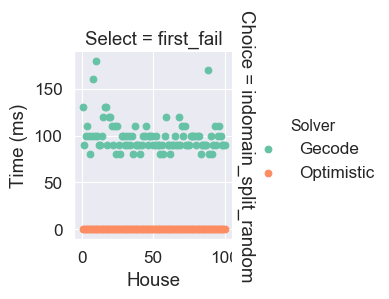 Select = first_fail
Choice = indomain_split_random
Time (ms)
150
100
50
0
0
50
100
House
Solver
Gecode
Optimistic